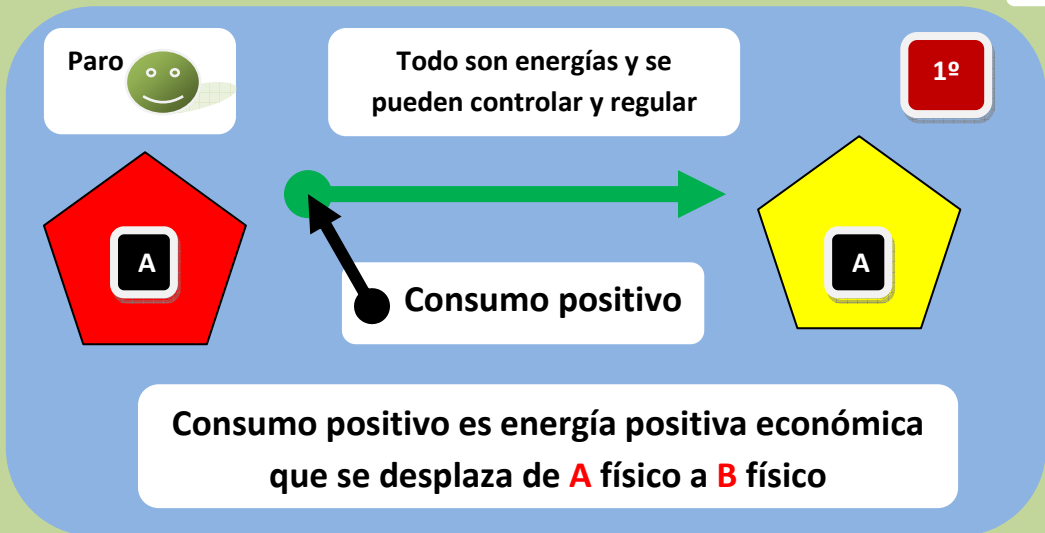 Paro
Todo son energías y se
pueden controlar y regular
1º
A
A
Consumo positivo
Consumo positivo es energía positiva económica
que se desplaza de A físico a B físico